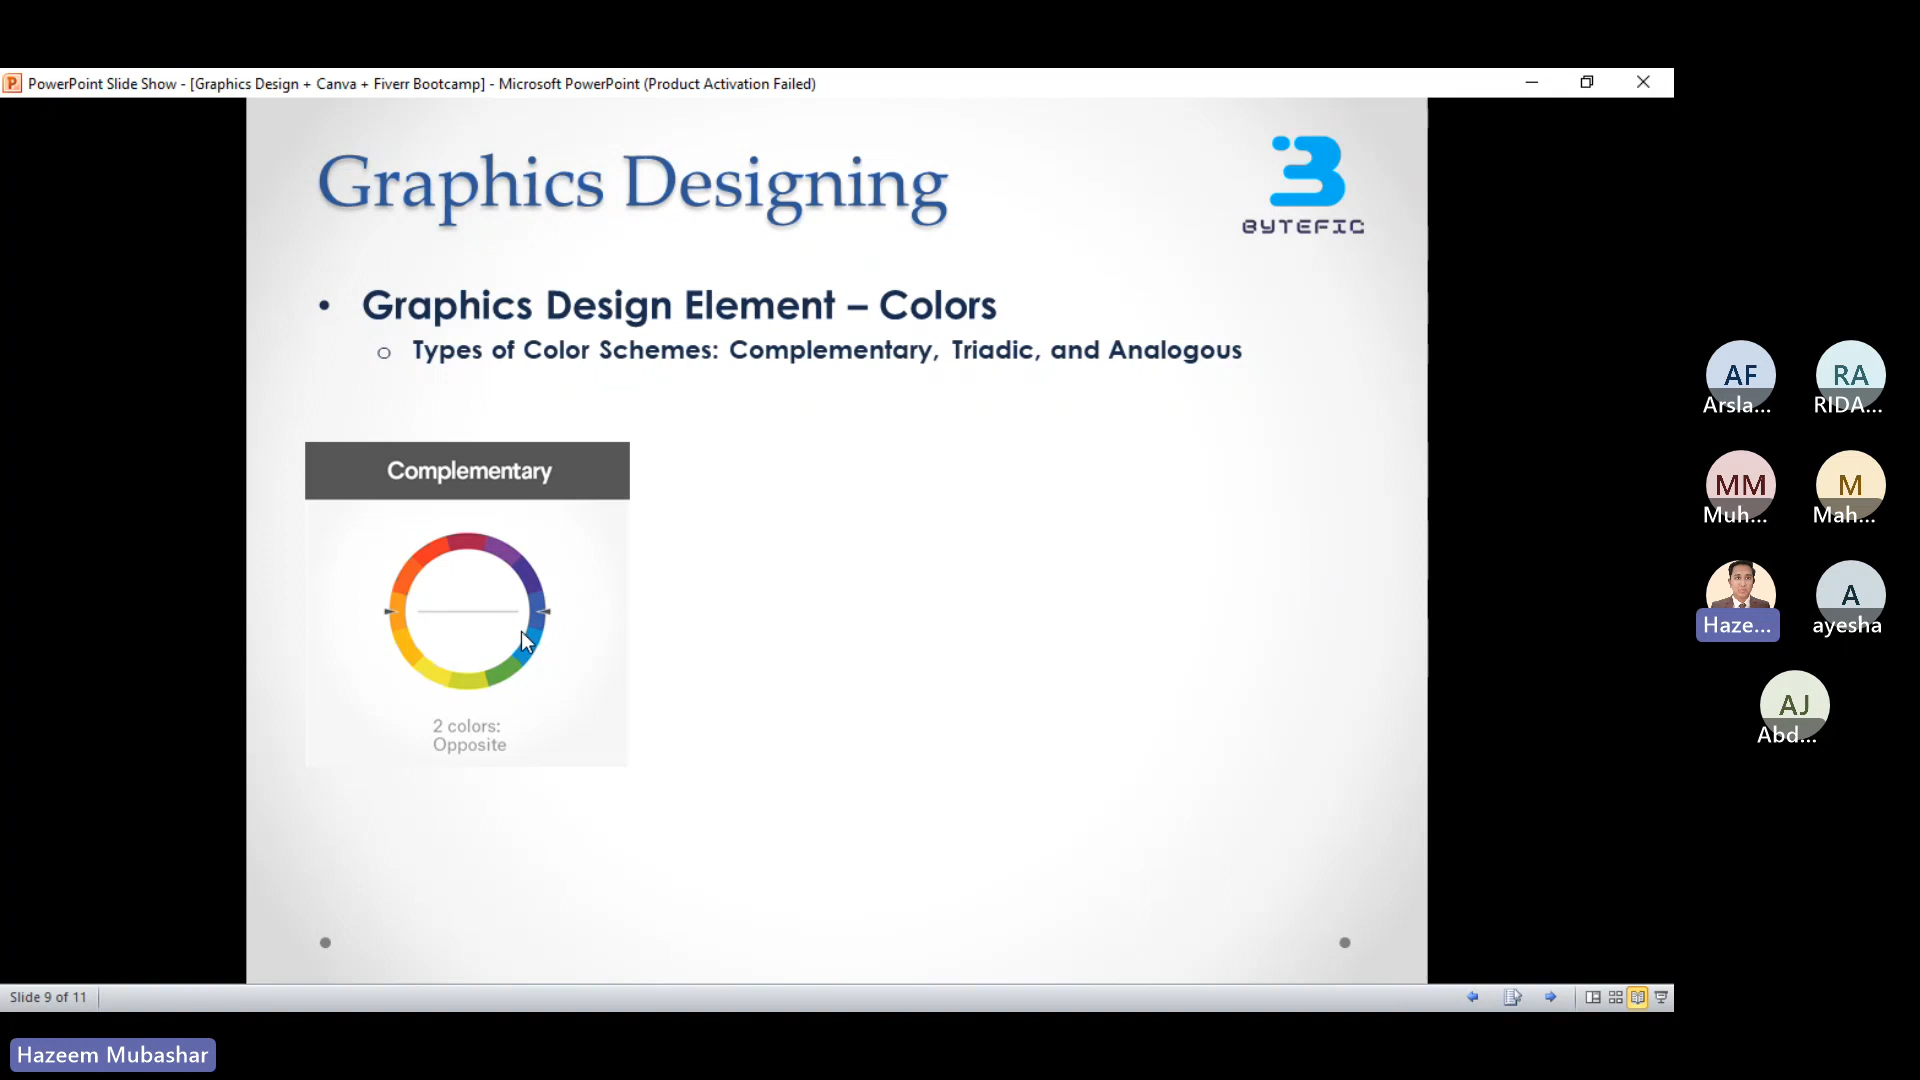 PowerPoint Slide Show - [Graphics Design + Canva + Fiverr Bootcamp] - Microsoft PowerPoint (Product Activation Failed)
Graphics Designing
BYTEFIC
• Graphics Design Element – Colors
o Types of Color Schemes: Complementary, Triadic, and Analogous
Complementary
2 colors:
Opposite
AF
Arsla...
RA
RIDA...
MM
Muh...
M
Mah...
Haze...
A
ayesha
AJ
Abd...
Slide 9 of 11
Hazeem Mubashar